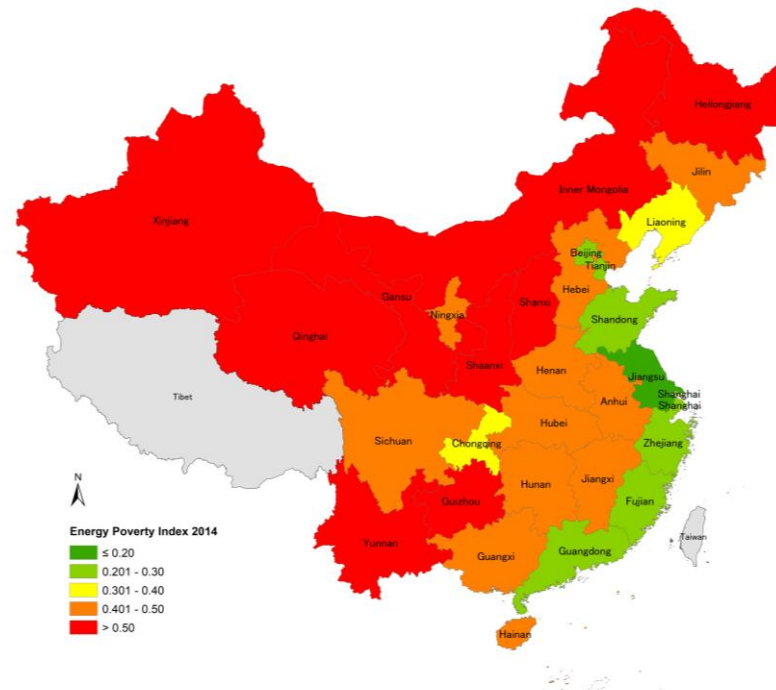 Heilongjiang
Jilin
Inner Mongolia
Liaoning
Xinjiang
Beijing
Tianjin
Gansu
Hebei
Shanxi
Ningxia
Shandong
Qinghai
Shaanxi
Henan
Jiangsu
Shanghai
Shanghai
Anhui
Tibet
Hubei
Chongqing
Sichuan
Zhejiang
Hunan
Jiangxi
N
Guizhou
Fujian
Energy Poverty Index 2014
Yunnan
Taiwan
Guangxi
Guangdong
≤ 0.20
0.201 - 0.30
0.301 - 0.40
0.401 - 0.50
> 0.50
Hainan